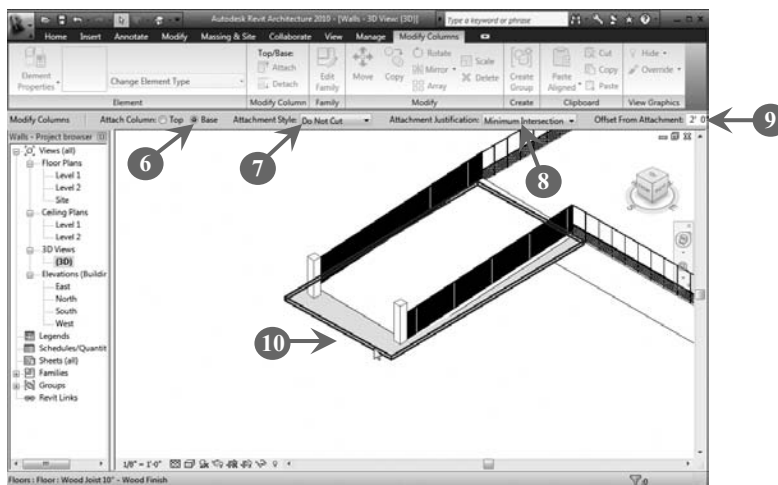 Autodesk Revit Architecture 2010 - [Walls - 3D View: {3D}]
Type a keyword or phrase
Home Insert Annotate Modify Massing & Site Collaborate View Manage Modify Columns
Element Properties
Change Element Type
Element
Top/Base:
Attach
Detach
Modify Column
Edit Family
Family
Move
Copy
Rotate
Mirror
Array
Scale
Delete
Modify
Create Group
Create
Paste Aligned
Cut
Copy
Paste
Clipboard
Hide
Override
View Graphics
Modify Columns Attach Column: Top Base Attachment Style: Do Not Cut Attachment Justification: Minimum Intersection Offset From Attachment: 2' 0"
9
6
7
8
10
Walls - Project browser
Views (all)
Floor Plans
Level 1
Level 2
Site
Ceiling Plans
Level 1
Level 2
3D Views
{3D}
Elevations (Buildir
East
North
South
West
Legends
Schedules/Quantit
Sheets (all)
Families
Groups
Revit Links
1/8" = 1'-0"
Floors : Floor : Wood Joist 10" - Wood Finish
:0